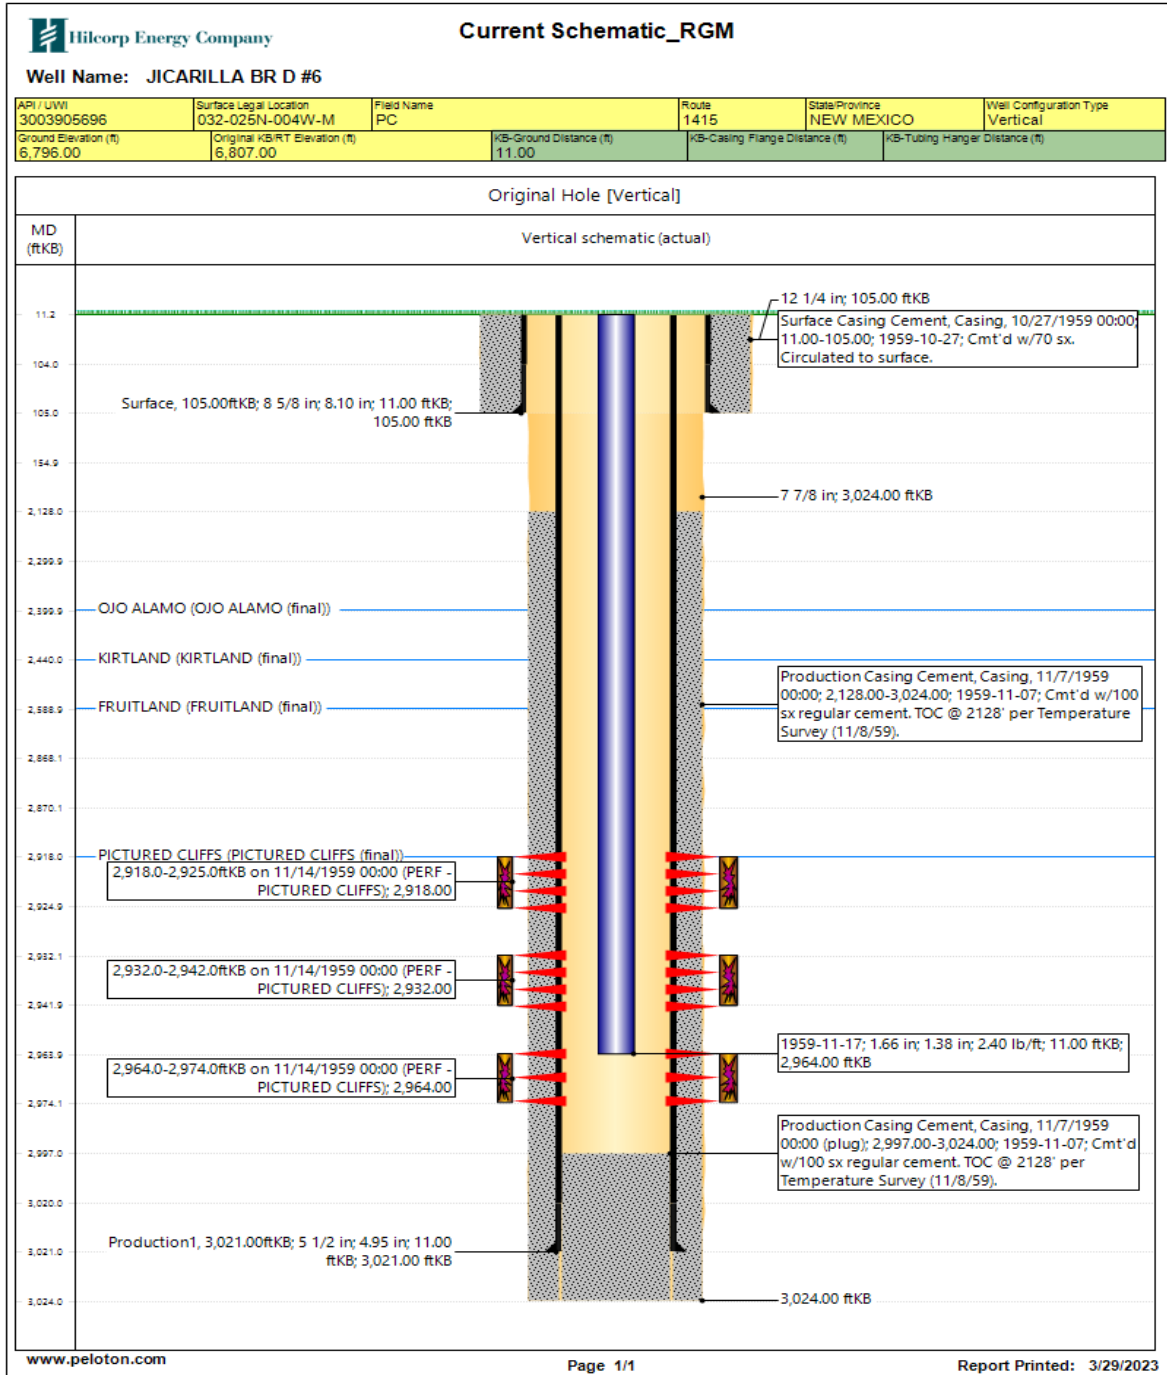 Hilcorp Energy Company
Current Schematic_RGM
Well Name: JICARILLA BR D #6
API / UWI
3003905696
Surface Legal Location
032-025N-004W-M
Field Name
PC
Route
1415
State/Province
NEW MEXICO
Well Configuration Type
Vertical
Ground Elevation (ft)
6,796.00
Original KB/RT Elevation (ft)
6,807.00
KB-Ground Distance (ft)
11.00
KB-Casing Flange Distance (ft)
KB-Tubing Hanger Distance (ft)
Original Hole [Vertical]
MD
(ftKB)
Vertical schematic (actual)
12 1/4 in; 105.00 ftKB
11.2
Surface Casing Cement, Casing, 10/27/1959 00:00;
11.00-105.00; 1959-10-27; Cmt'd w/70 sx.
Circulated to surface.
104.0
Surface, 105.00ftKB; 8 5/8 in; 8.10 in; 11.00 ftKB;
105.00 ftKB
105.0
154.9
7 7/8 in; 3,024.00 ftKB
2,128.0
2,299.9
2,399.9
OJO ALAMO (OJO ALAMO (final))
2,440.0
KIRTLAND (KIRTLAND (final))
Production Casing Cement, Casing, 11/7/1959
00:00; 2,128.00-3,024.00; 1959-11-07; Cmt'd w/100
sx regular cement. TOC @ 2128' per Temperature
Survey (11/8/59).
2,588.9
FRUITLAND (FRUITLAND (final))
2,868.1
2,870.1
2,918.0
PICTURED CLIFFS (PICTURED CLIFFS (final))
2,918.0-2,925.0ftKB on 11/14/1959 00:00 (PERF -
PICTURED CLIFFS); 2,918.00
2,924.9
2,932.1
2,932.0-2,942.0ftKB on 11/14/1959 00:00 (PERF -
PICTURED CLIFFS); 2,932.00
2,941.9
1959-11-17; 1.66 in; 1.38 in; 2.40 lb/ft; 11.00 ftKB;
2,964.00 ftKB
2,963.9
2,964.0-2,974.0ftKB on 11/14/1959 00:00 (PERF -
PICTURED CLIFFS); 2,964.00
2,974.1
Production Casing Cement, Casing, 11/7/1959
00:00 (plug); 2,997.00-3,024.00; 1959-11-07; Cmt'd
w/100 sx regular cement. TOC @ 2128' per
Temperature Survey (11/8/59).
2,997.0
3,020.0
Production1, 3,021.00ftKB; 5 1/2 in; 4.95 in; 11.00
ftKB; 3,021.00 ftKB
3,021.0
3,024.0
3,024.00 ftKB
www.peloton.com
Page 1/1
Report Printed: 3/29/2023